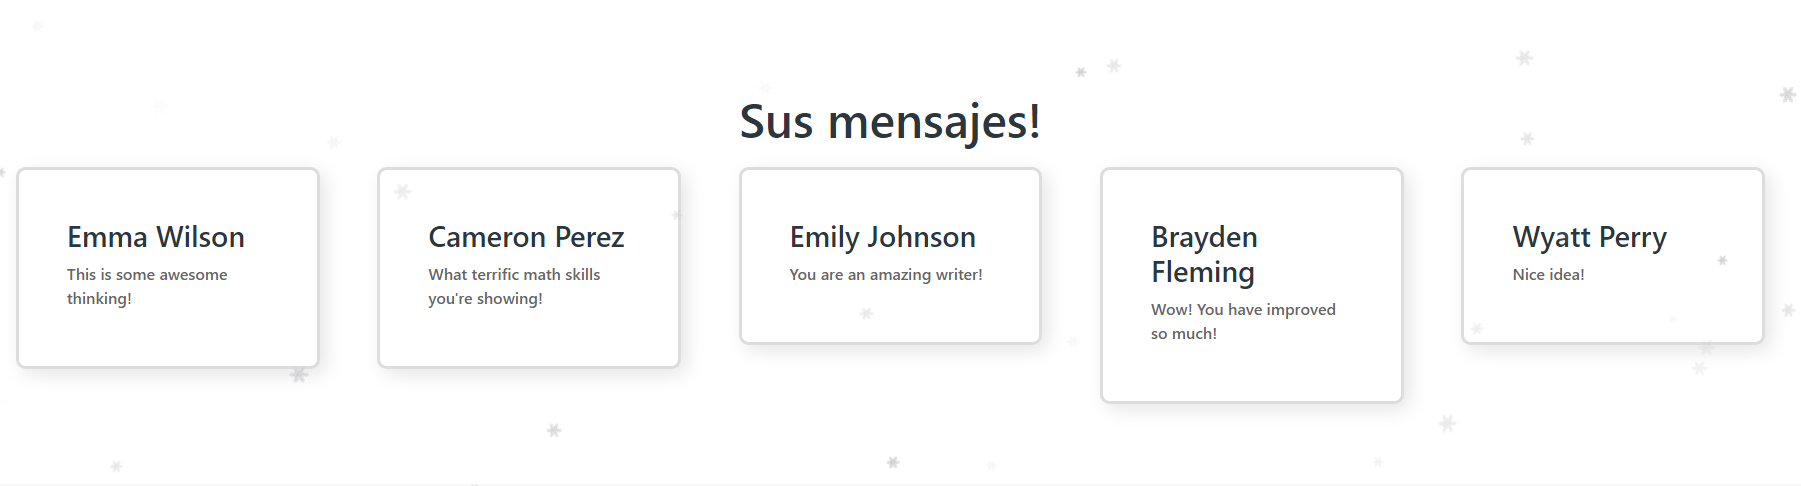 Sus mensajes!
Emma Wilson
This is some awesome
thinking!
Cameron Perez
What terrific math skills
you're showing!
Emily Johnson
You are an amazing writer!
Brayden
Fleming
Wow! You have improved
so much!
Wyatt Perry
Nice idea!